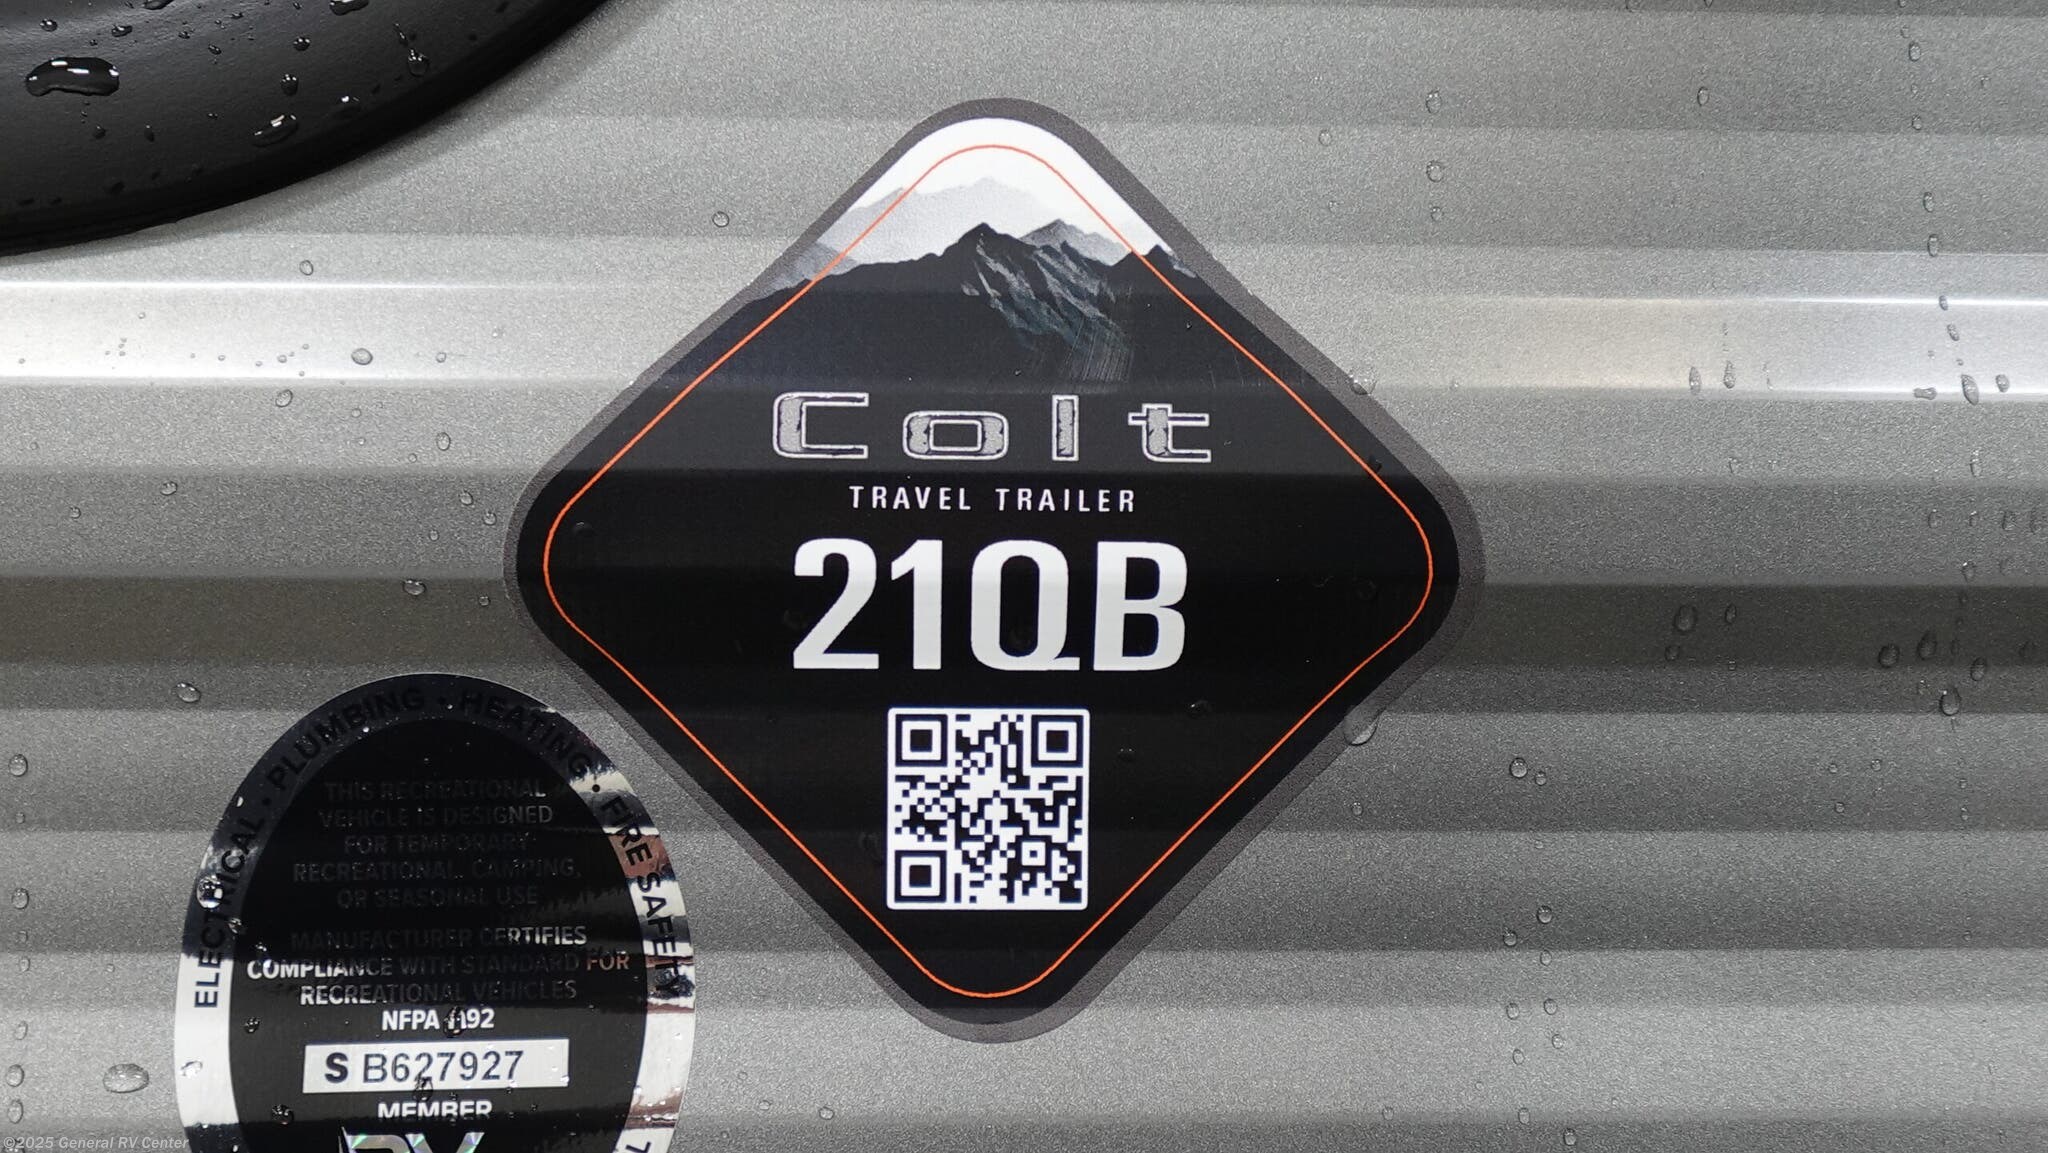 Colt
TRAVEL TRAILER
21QB
ELECTRICAL • PLUMBING • HEATING • FIRE SAFETY
THIS RECREATIONAL
VEHICLE IS DESIGNED
FOR TEMPORARY
RECREATIONAL, CAMPING,
OR SEASONAL USE
MANUFACTURER CERTIFIES
COMPLIANCE WITH STANDARD FOR
RECREATIONAL VEHICLES
NFPA 1192
S B627927
MEMBER
RV
©2025 General RV Center